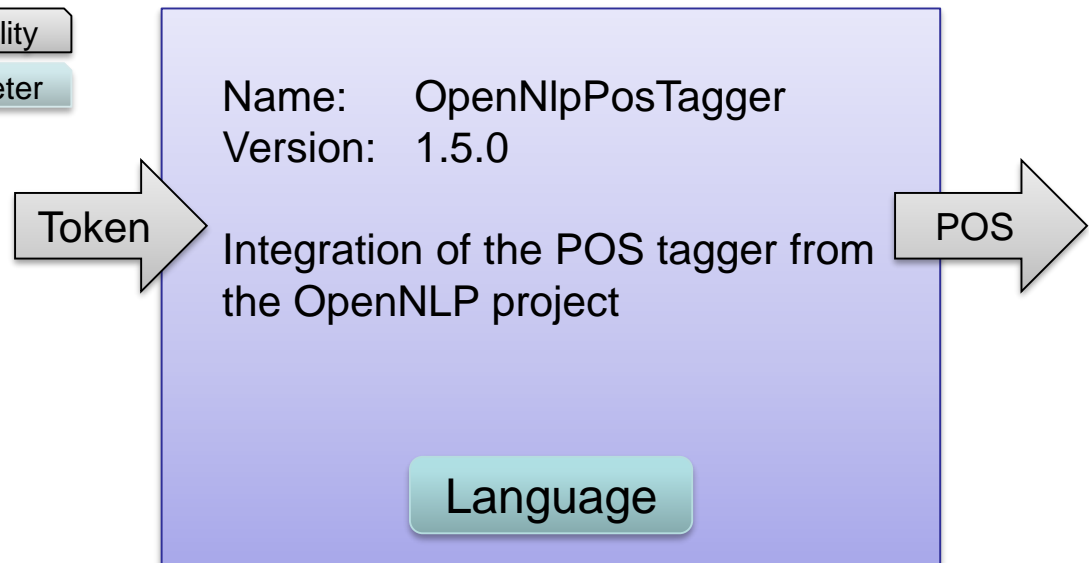 lity
eter
Name: OpenNlpPosTagger
Version: 1.5.0
Token
Integration of the POS tagger from
the OpenNLP project
POS
Language